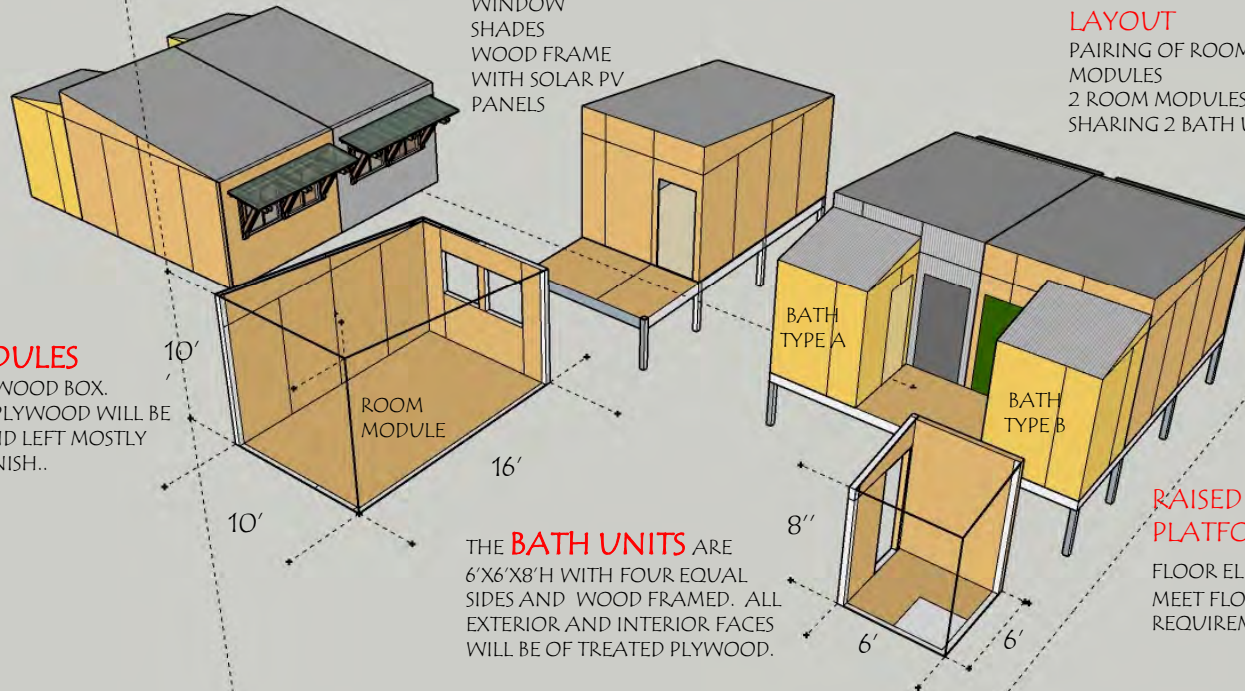 WINDOW
SHADES
WOOD FRAME
WITH SOLAR PV
PANELS
LAYOUT
PAIRING OF ROOM
MODULES
2 ROOM MODULES
SHARING 2 BATH U
DULES
WOOD BOX.
PLYWOOD WILL BE
ND LEFT MOSTLY
NISH..
10'
'
ROOM
MODULE
16'
10'
BATH
TYPE A
BATH
TYPE B
THE BATH UNITS ARE
6'X6'X8'H WITH FOUR EQUAL
SIDES AND WOOD FRAMED. ALL
EXTERIOR AND INTERIOR FACES
WILL BE OF TREATED PLYWOOD.
8''
6'
6'
RAISED
PLATFO
FLOOR EL
MEET FLO
REQUIREM